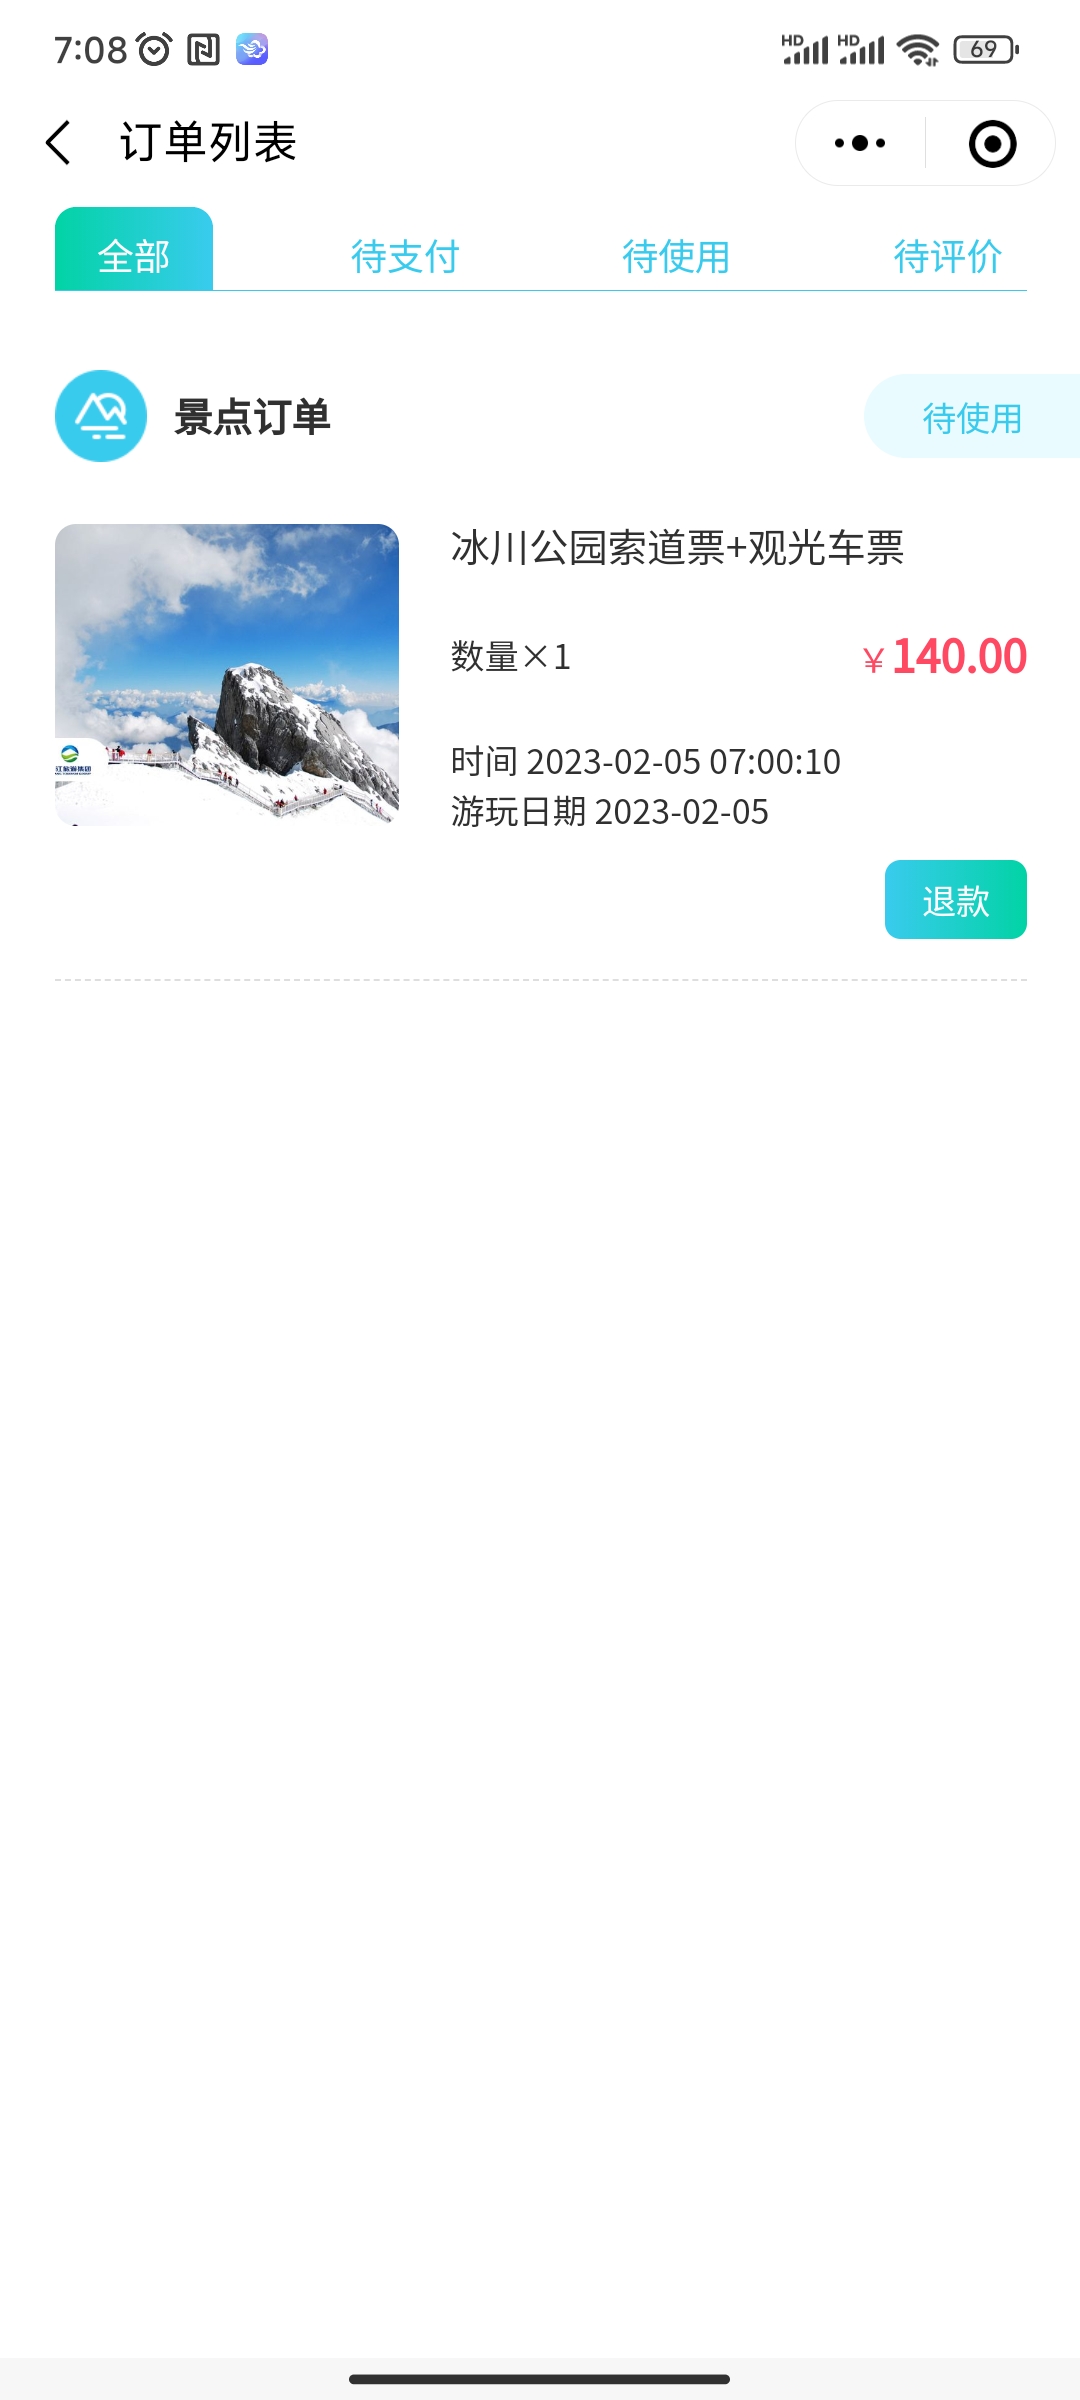 7:08
HD HD 69
订单列表
全部 待支付 待使用 待评价
景点订单
待使用
冰川公园索道票+观光车票
数量×1
¥140.00
时间 2023-02-05 07:00:10
游玩日期 2023-02-05
退款